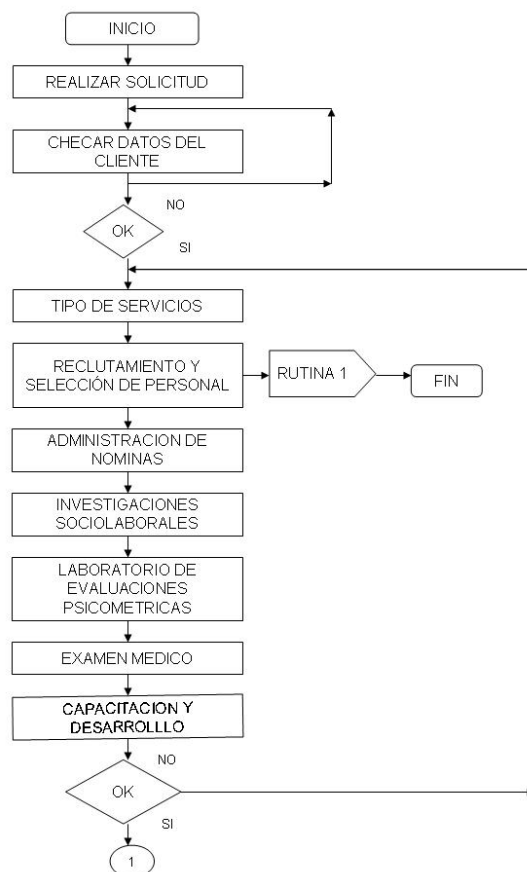 INICIO
REALIZAR SOLICITUD
CHECAR DATOS DEL
CLIENTE
NO
OK
SI
TIPO DE SERVICIOS
RECLUTAMIENTO Y
SELECCIÓN DE PERSONAL
RUTINA 1
FIN
ADMINISTRACION DE
NOMINAS
INVESTIGACIONES
SOCIOLABORALES
LABORATORIO DE
EVALUACIONES
PSICOMETRICAS
EXAMEN MEDICO
CAPACITACION Y
DESARROLLLO
NO
OK
SI
1